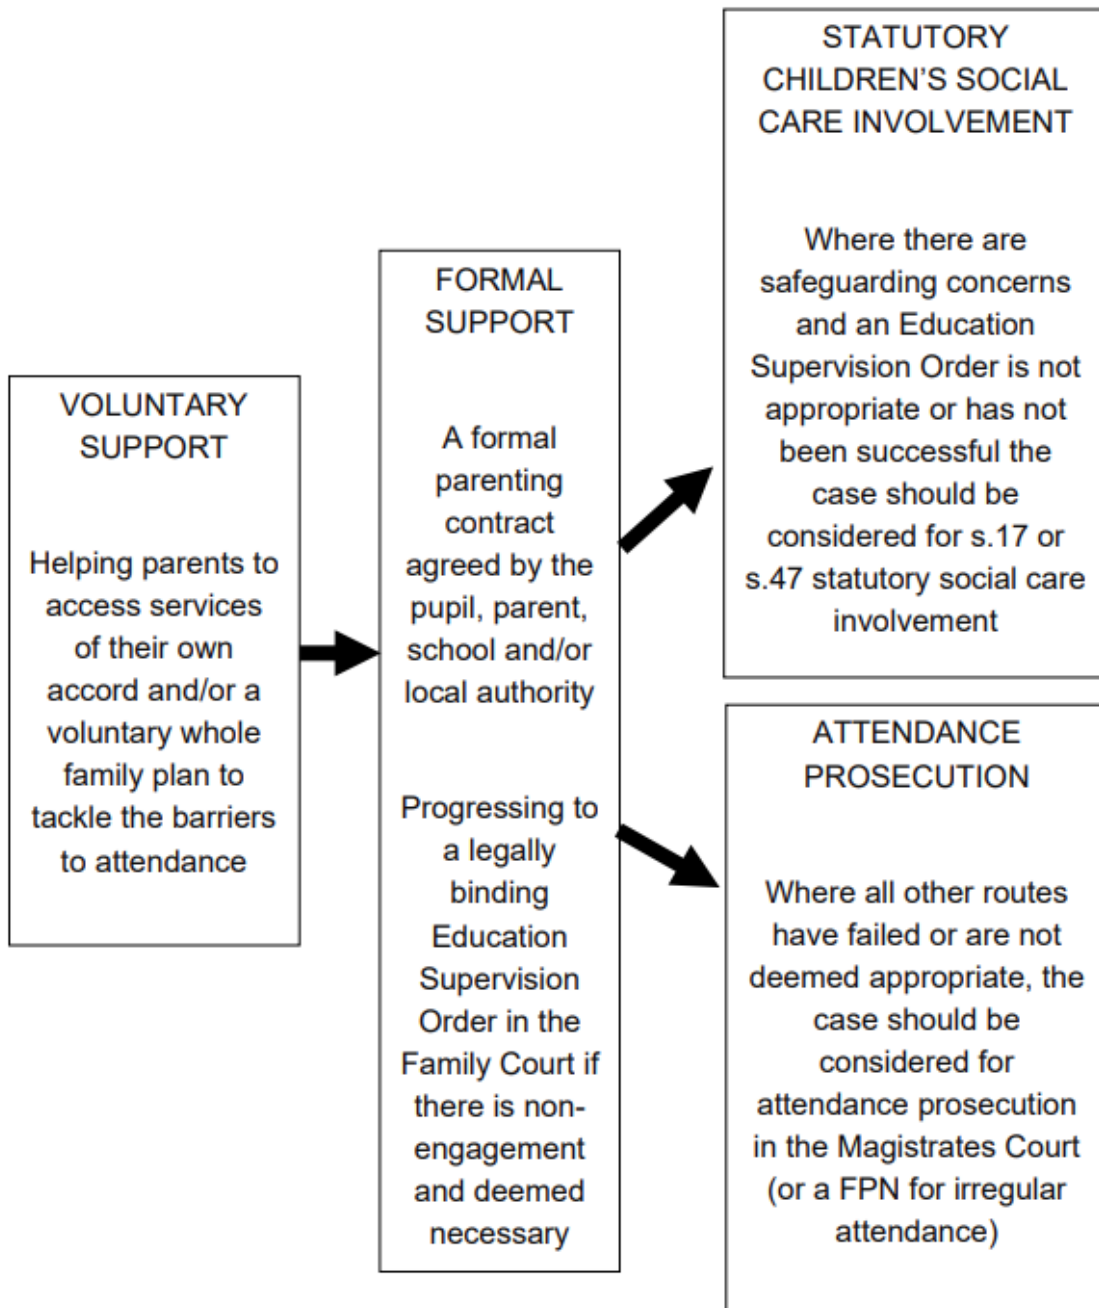 VOLUNTARY
SUPPORT
Helping parents to
access services
of their own
accord and/or a
voluntary whole
family plan to
tackle the barriers
to attendance
FORMAL
SUPPORT
A formal
parenting
contract
agreed by the
pupil, parent,
school and/or
local authority
Progressing to
a legally
binding
Education
Supervision
Order in the
Family Court if
there is non-
engagement
and deemed
necessary
STATUTORY
CHILDREN’S SOCIAL
CARE INVOLVEMENT
Where there are
safeguarding concerns
and an Education
Supervision Order is not
appropriate or has not
been successful the
case should be
considered for s.17 or
s.47 statutory social care
involvement
ATTENDANCE
PROSECUTION
Where all other routes
have failed or are not
deemed appropriate, the
case should be
considered for
attendance prosecution
in the Magistrates Court
(or a FPN for irregular
attendance)